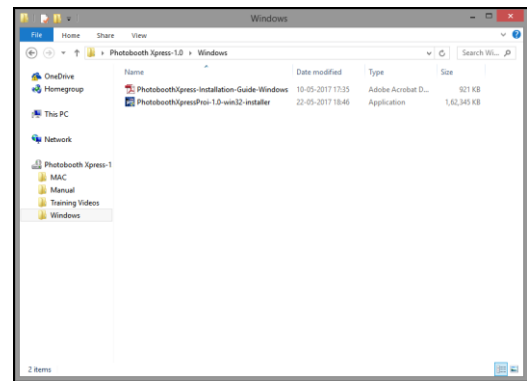 Windows
File Home Share View
Photobooth Xpress-1.0 Windows Search Wi...
Name Date modified Type Size
OneDrive
Homegroup
This PC
Network
Photobooth Xpress-1
MAC
Manual
Training Videos
Windows
PhotoboothXpress-Installation-Guide-Windows 10-05-2017 17:35 Adobe Acrobat D... 921 KB
PhotoboothXpressProi-1.0-win32-installer 22-05-2017 18:46 Application 1,62,345 KB
2 items